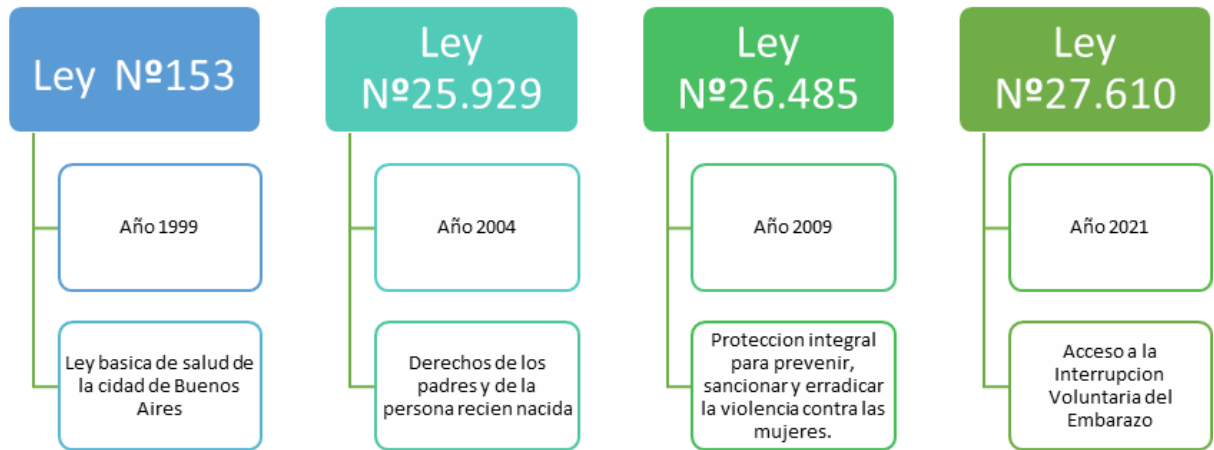 Ley Nº153
Año 1999
Ley basica de salud de
la cidad de Buenos
Aires
Ley
Nº25.929
Año 2004
Derechos de los
padres y de la
persona recien nacida
Ley
Nº26.485
Año 2009
Proteccion integral
para prevenir,
sancionar y erradicar
la violencia contra las
mujeres.
Ley
Nº27.610
Año 2021
Acceso a la
Interrupcion
Voluntaria del
Embarazo